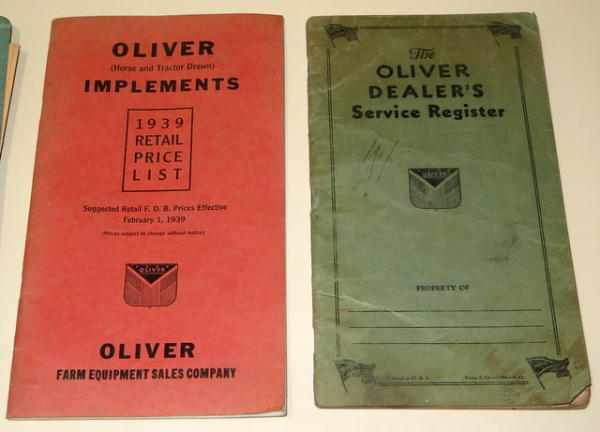 OLIVER
(Horse and Tractor Drawn)
IMPLEMENTS
1939
RETAIL
PRICE
LIST
Suggested Retail F. O. B. Prices Effective
February 1, 1939
(Prices subject to change without notice)
OLIVER
OLIVER
FARM EQUIPMENT SALES COMPANY
The
OLIVER
DEALER'S
Service Register
OLIVER
PROPERTY OF